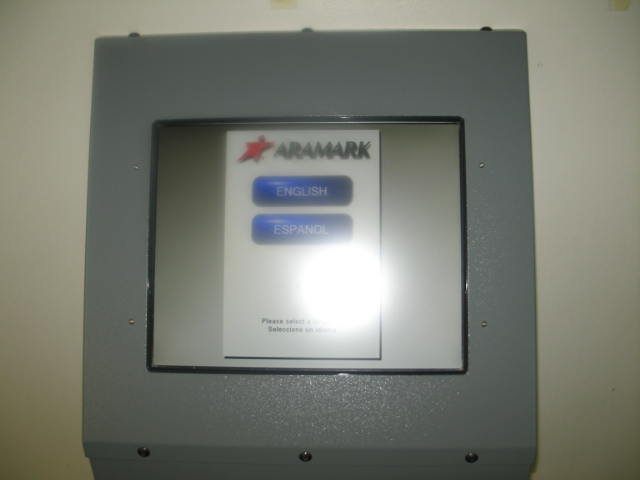 ARAMARK
ENGLISH
ESPANOL
Please select a
Seleccione un